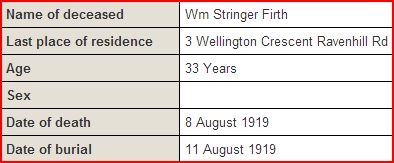 Name of deceased Wm Stringer Firth
Last place of residence 3 Wellington Crescent Ravenhill Rd
Age 33 Years
Sex
Date of death 8 August 1919
Date of burial 11 August 1919